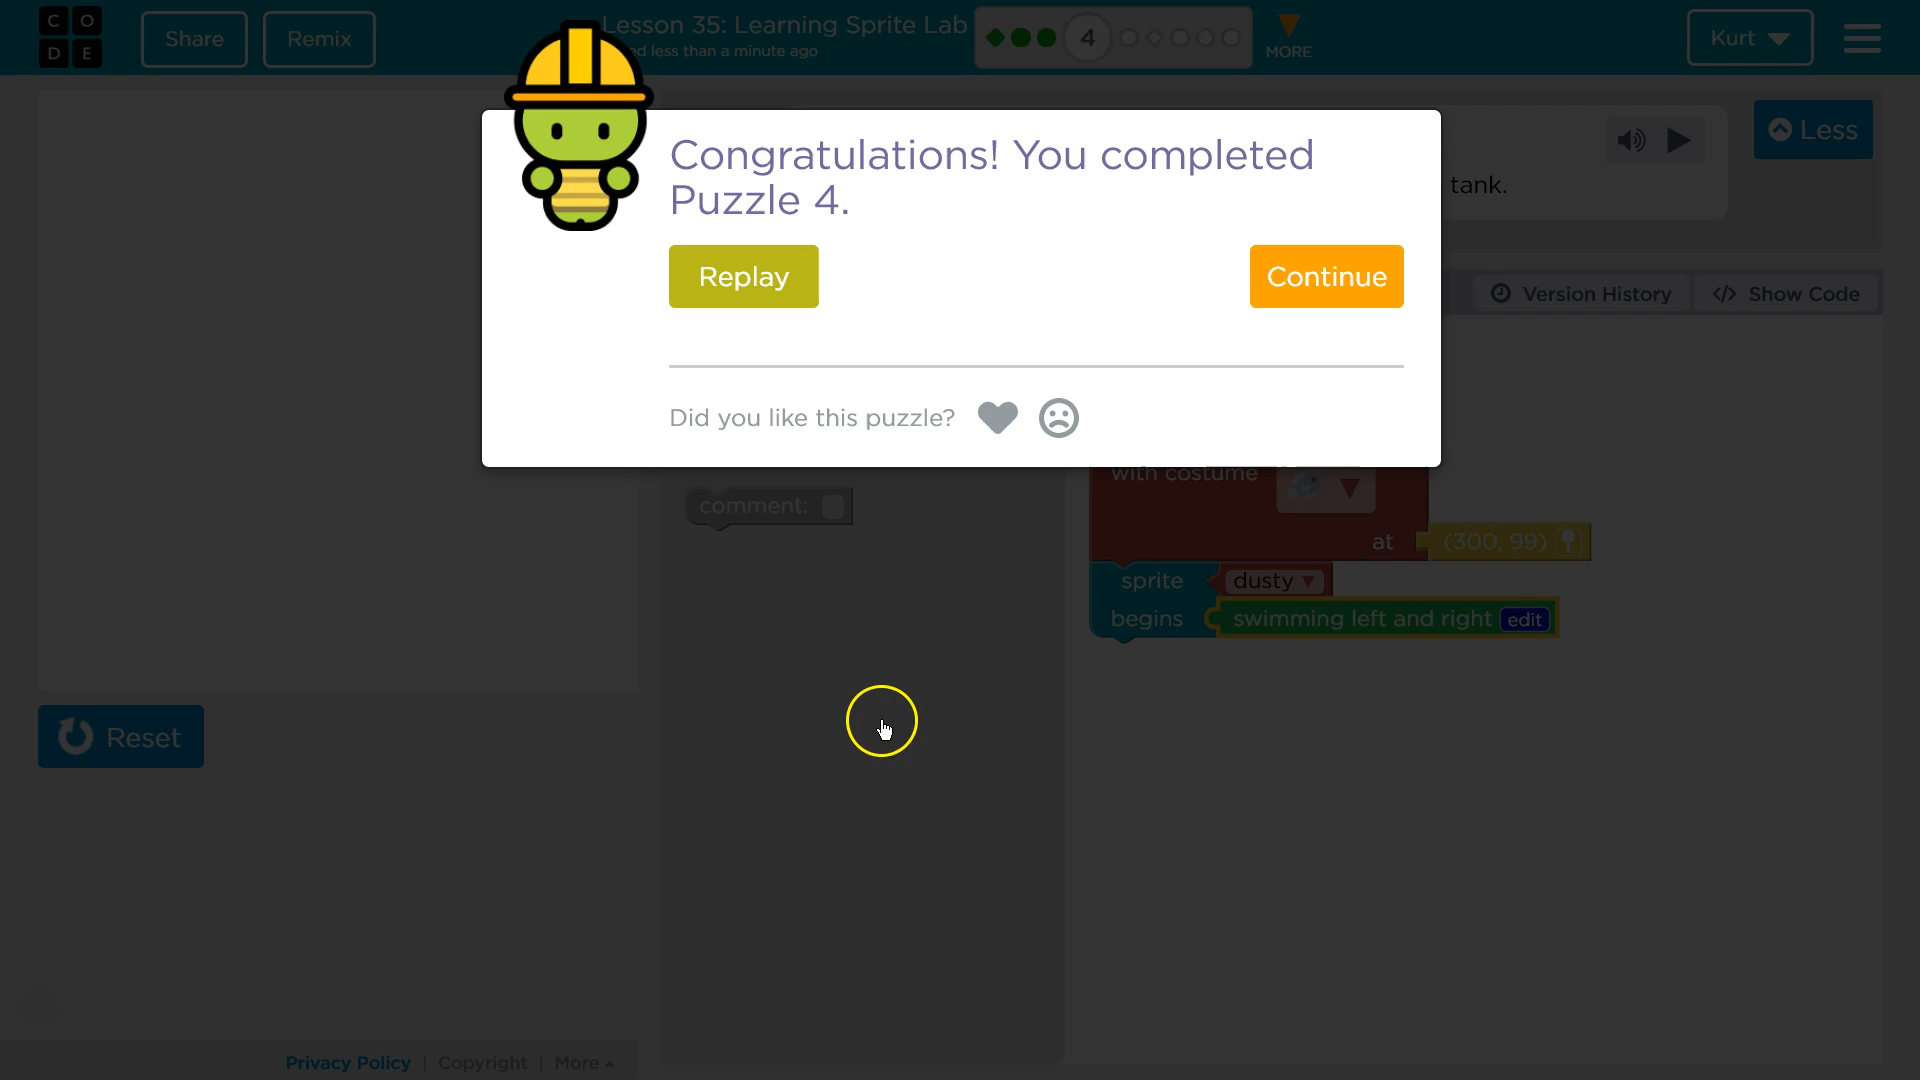 C O
D E
Share
Remix
Lesson 35: Learning Sprite Lab
ed less than a minute ago
4
MORE
Kurt
Congratulations! You completed
Puzzle 4.
Less
tank.
Replay
Continue
Version History
</> Show Code
Did you like this puzzle?
with costume
comment:
at (300, 99)
sprite dusty
begins swimming left and right edit
Reset
Privacy Policy | Copyright | More